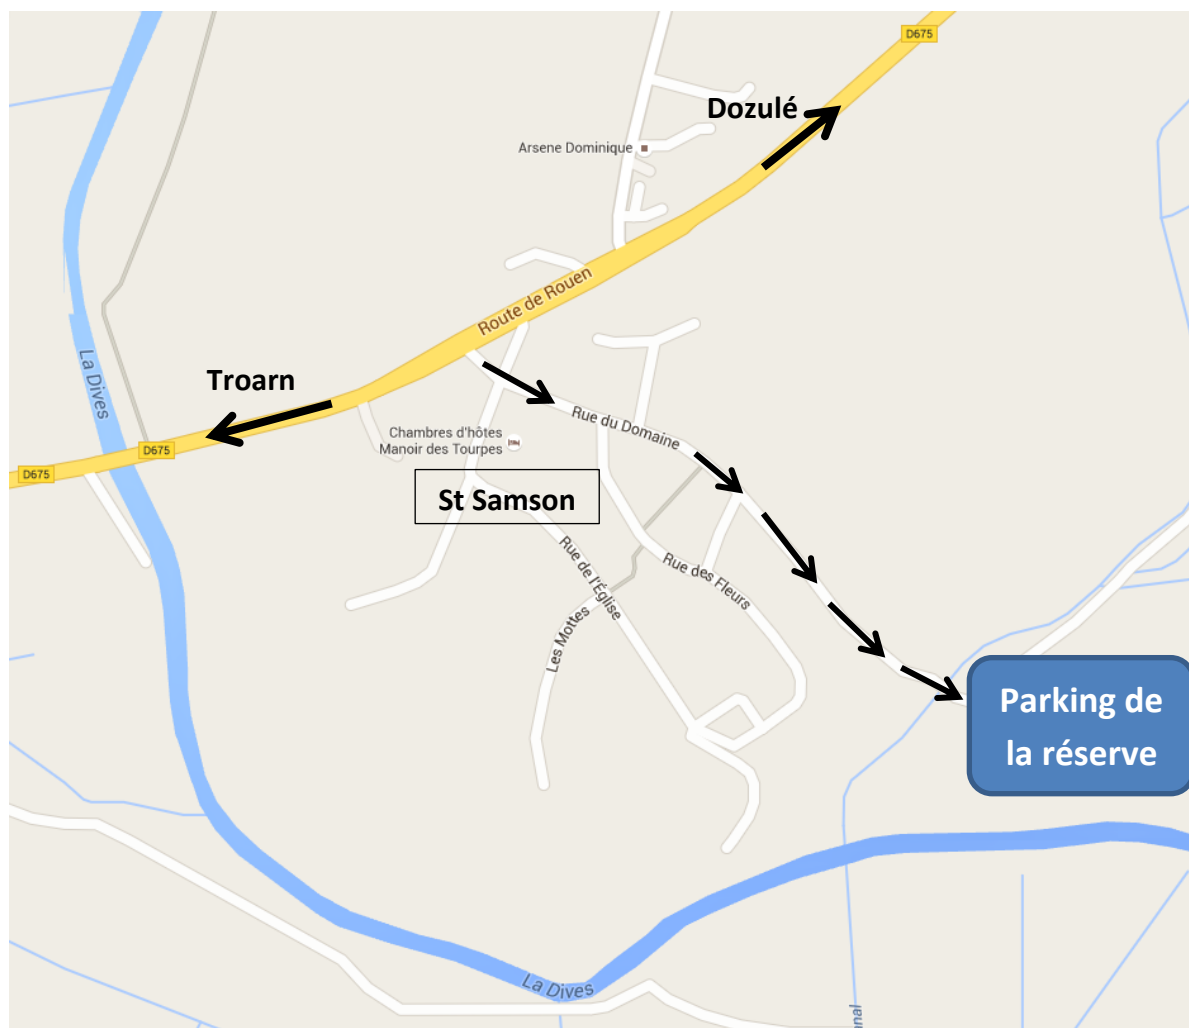 D675
Dozulé
Arsene Dominique
Route de Rouen
La Dives
Troarn
Rue du Domaine
Chambres d'hôtes
Manoir des Tourpes
D675
D675
St Samson
Rue de l'Église
Rue des Fleurs
Les Mottes
Parking de
la réserve
La Dives